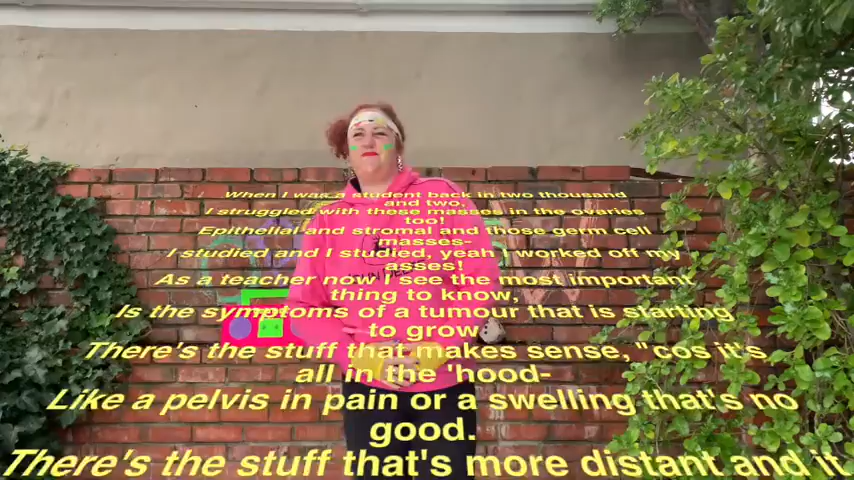 When I was a student back in two thousand
and two,
I struggled with these masses in the ovaries
too!
Epithelial and stromal and those germ cell
masses-
I studied and I studied, yeah I worked off my
asses!
As a teacher now I see the most important
thing to know,
Is the symptoms of a tumour that is starting
to grow
There's the stuff that makes sense, "cos it's
all in the 'hood-
Like a pelvis in pain or a swelling that's no
good.
There's the stuff that's more distant and it